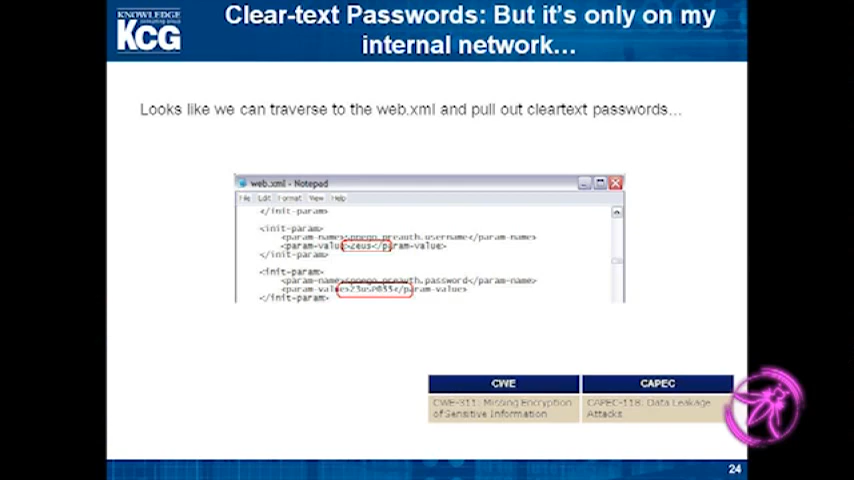 KNOWLEDGE
consulting group
KCG
Clear-text Passwords: But it's only on my
internal network…
Looks like we can traverse to the web.xml and pull out cleartext passwords…
web.xml - Notepad
File Edit Format View Help
</init-param>
<init-param>
<param-name>spnego.preauth.username</param-name>
<param-value>Zeus</param-value>
</init-param>
<init-param>
<param-name>spnego.preauth.password</param-name>
</param-value>
</init-param>
CWE CAPEC
CWE-311: Missing Encryption
of Sensitive Information
CAPEC-118: Data Leakage
Attacks
24